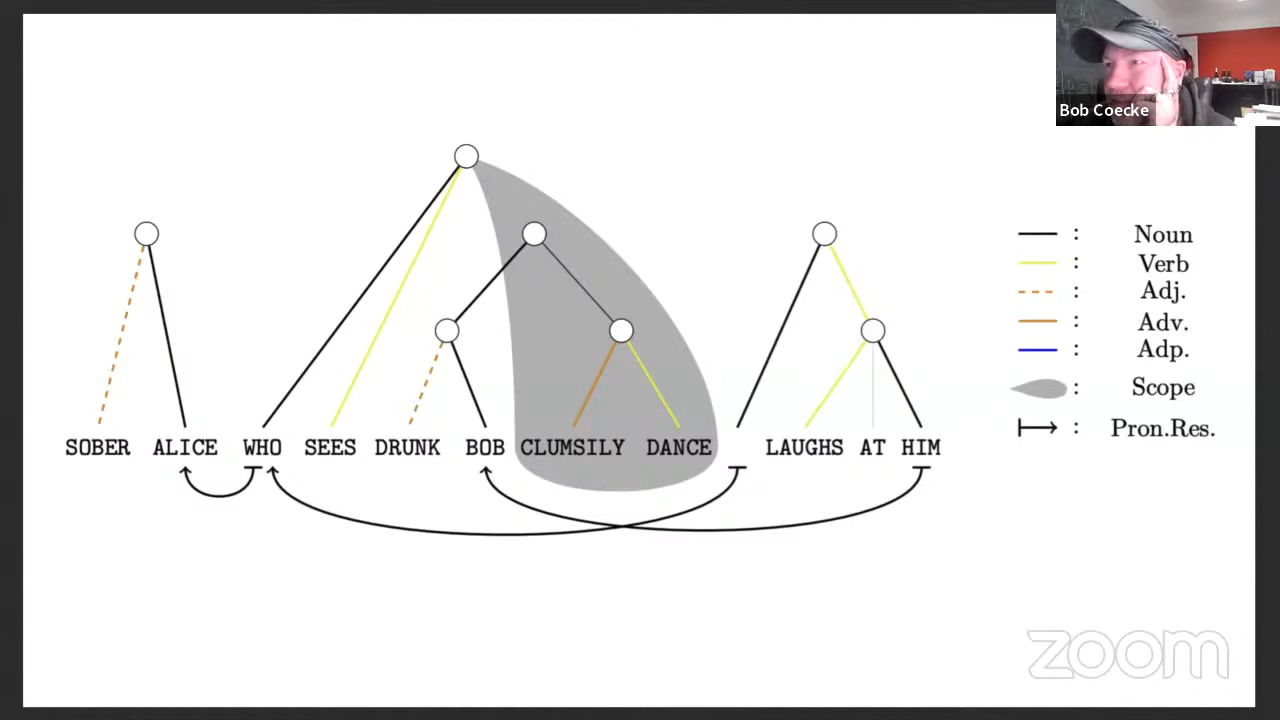 Bob Coecke
: Noun
: Verb
: Adj.
: Adv.
: Adp.
: Scope
: Pron.Res.
SOBER ALICE WHO SEES DRUNK BOB CLUMSILY DANCE LAUGHS AT HIM
zoom